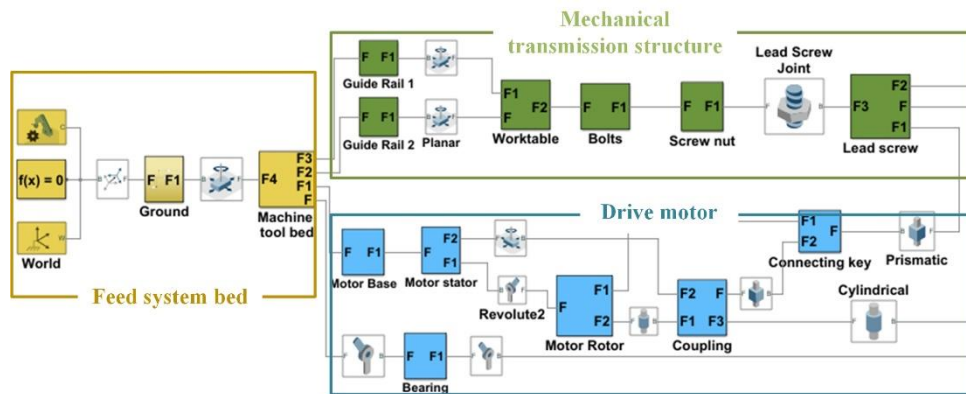 Mechanical
transmission structure
Lead Screw
Joint
F F1
Guide Rail 1
F F1
Guide Rail 2
B F
B F
Planar
F1
F2
F
Worktable
F F1
Bolts
F F1
Screw nut
F B
F2
F3 F
F1
Lead screw
C
f(x) = 0
W
World
B F
F F1
Ground
B F
F4
F3
F2
F1
F
Machine
tool bed
Feed system bed
Drive motor
F F1
Motor Base
F2
F
F1
Motor stator
B F
B F
Revolute2
F1
F
F2
Motor Rotor
F B
F2 F
F1 F3
Coupling
B F
F1
F
F2
Connecting key
B F
Prismatic
Cylindrical
F B
F B
F F1
Bearing
F B